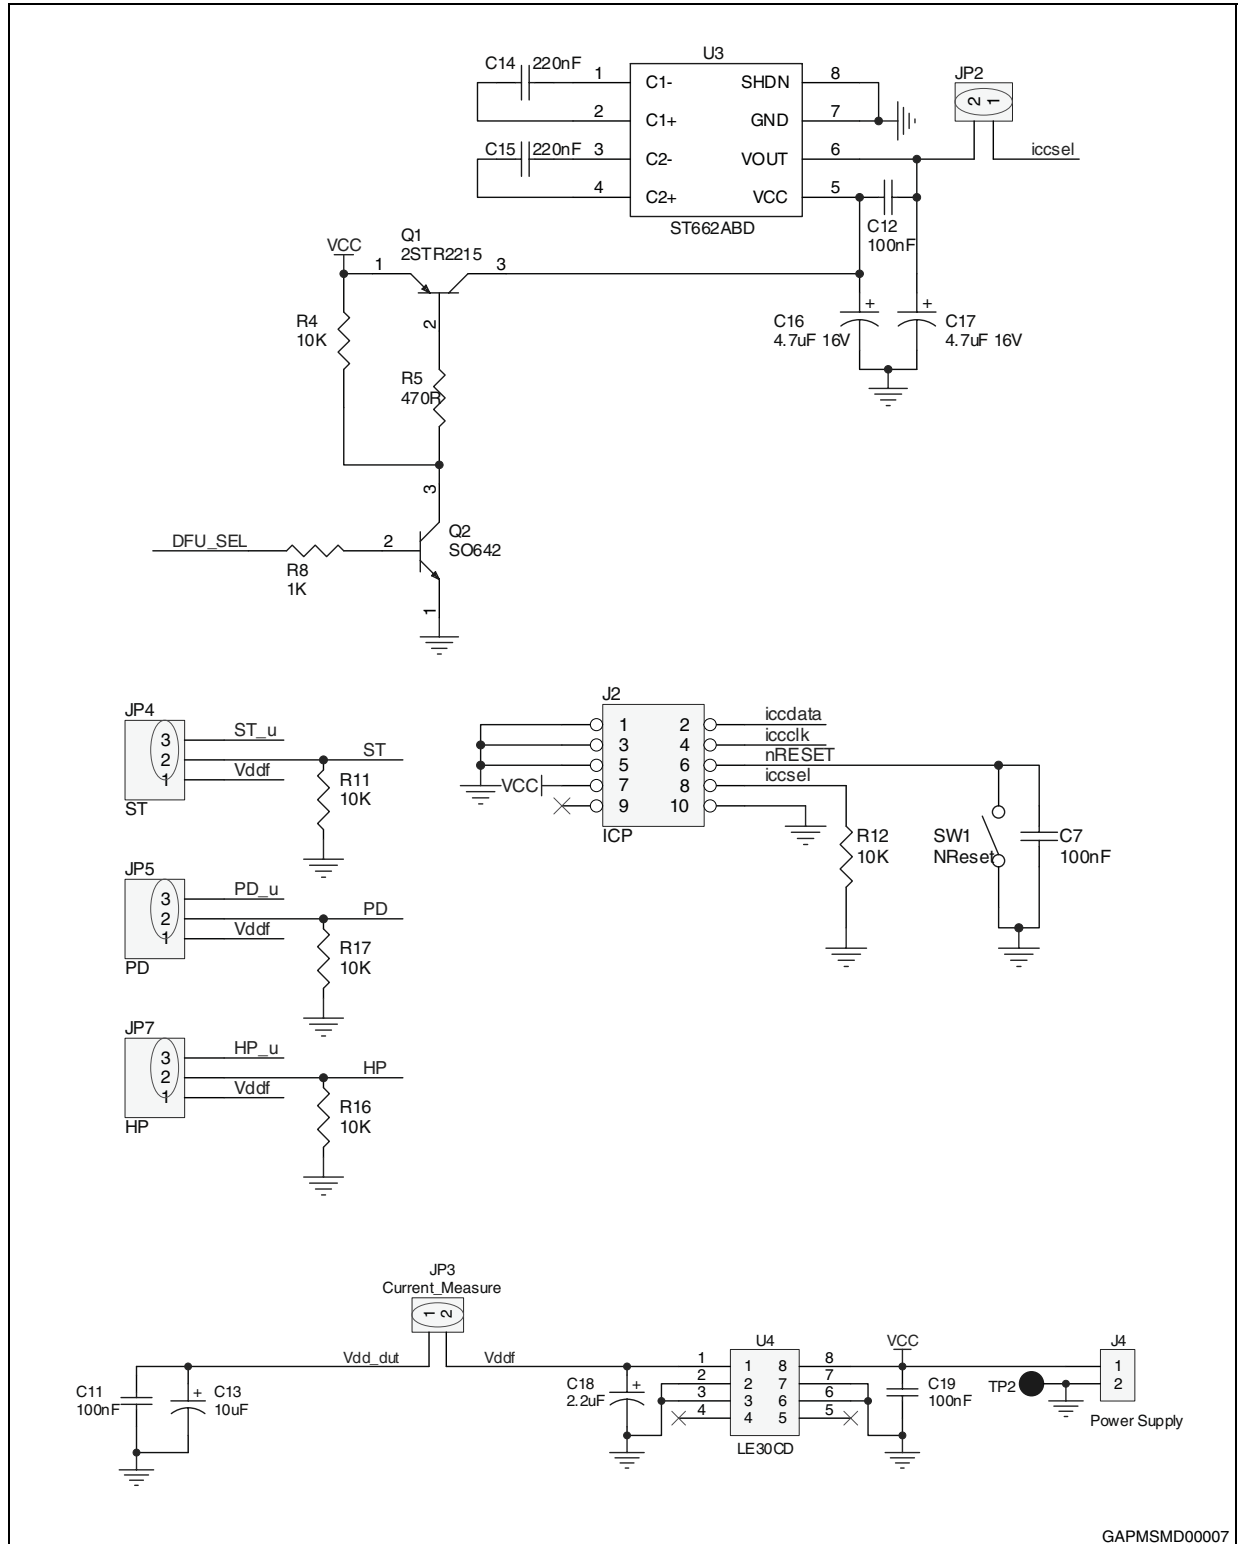 U3
C14 220nF 1 C1- SHDN 8
JP2
2 1
2 C1+ GND 7
C15 220nF 3 C2- VOUT 6 iccsel
4 C2+ VCC 5
ST662ABD
C12
100nF
Q1
2STR2215
VCC
1 3
2
R4
10K
C16
4.7uF 16V
C17
4.7uF 16V
R5
470R
3
DFU_SEL 2
Q2
SO642
R8
1K
1
JP4
3 ST_u
2 ST
1 Vddf
ST
R11
10K
J2
1 2 iccdata
3 4 iccclk
5 6 nRESET
VCC 7 8 iccsel
9 10
ICP
R12
10K
SW1
NReset
C7
100nF
JP5
3 PD_u
2 PD
1 Vddf
PD
R17
10K
JP7
3 HP_u
2 HP
1 Vddf
HP
R16
10K
JP3
Current_Measure
1 2
Vdd_dut Vddf
C11
100nF
C13
10uF
C18
2.2uF
U4
1 1 8 8
2 2 7 7
3 3 6 6
4 4 5 5
LE30CD
VCC
C19
100nF
TP2
J4
1
2
Power Supply
GAPMSMD00007